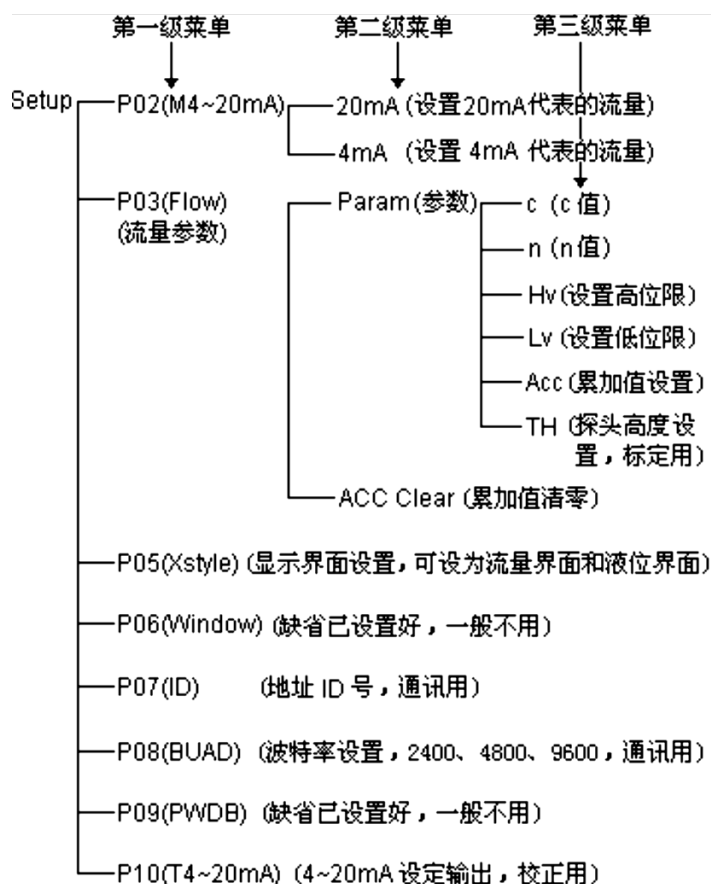 第一级菜单 第二级菜单 第三级菜单
Setup P02(M4~20mA) 20mA (设置20mA代表的流量)
4mA (设置 4mA 代表的流量)
P03(Flow) Param(参数) c (c 值)
(流量参数)
n (n 值)
Hv(设置高位限)
Lv(设置低位限)
Acc(累加值设置)
TH (探头高度设
置，标定用)
ACC Clear (累加值清零)
P05(Xstyle) (显示界面设置，可设为流量界面和液位界面)
P06(Window) (缺省已设置好，一般不用)
P07(ID) (地址 ID 号，通讯用)
P08(BUAD) (波特率设置，2400、4800、9600，通讯用)
P09(PWDB) (缺省已设置好，一般不用)
P10(T4~20mA) (4~20mA 设定输出，校正用)